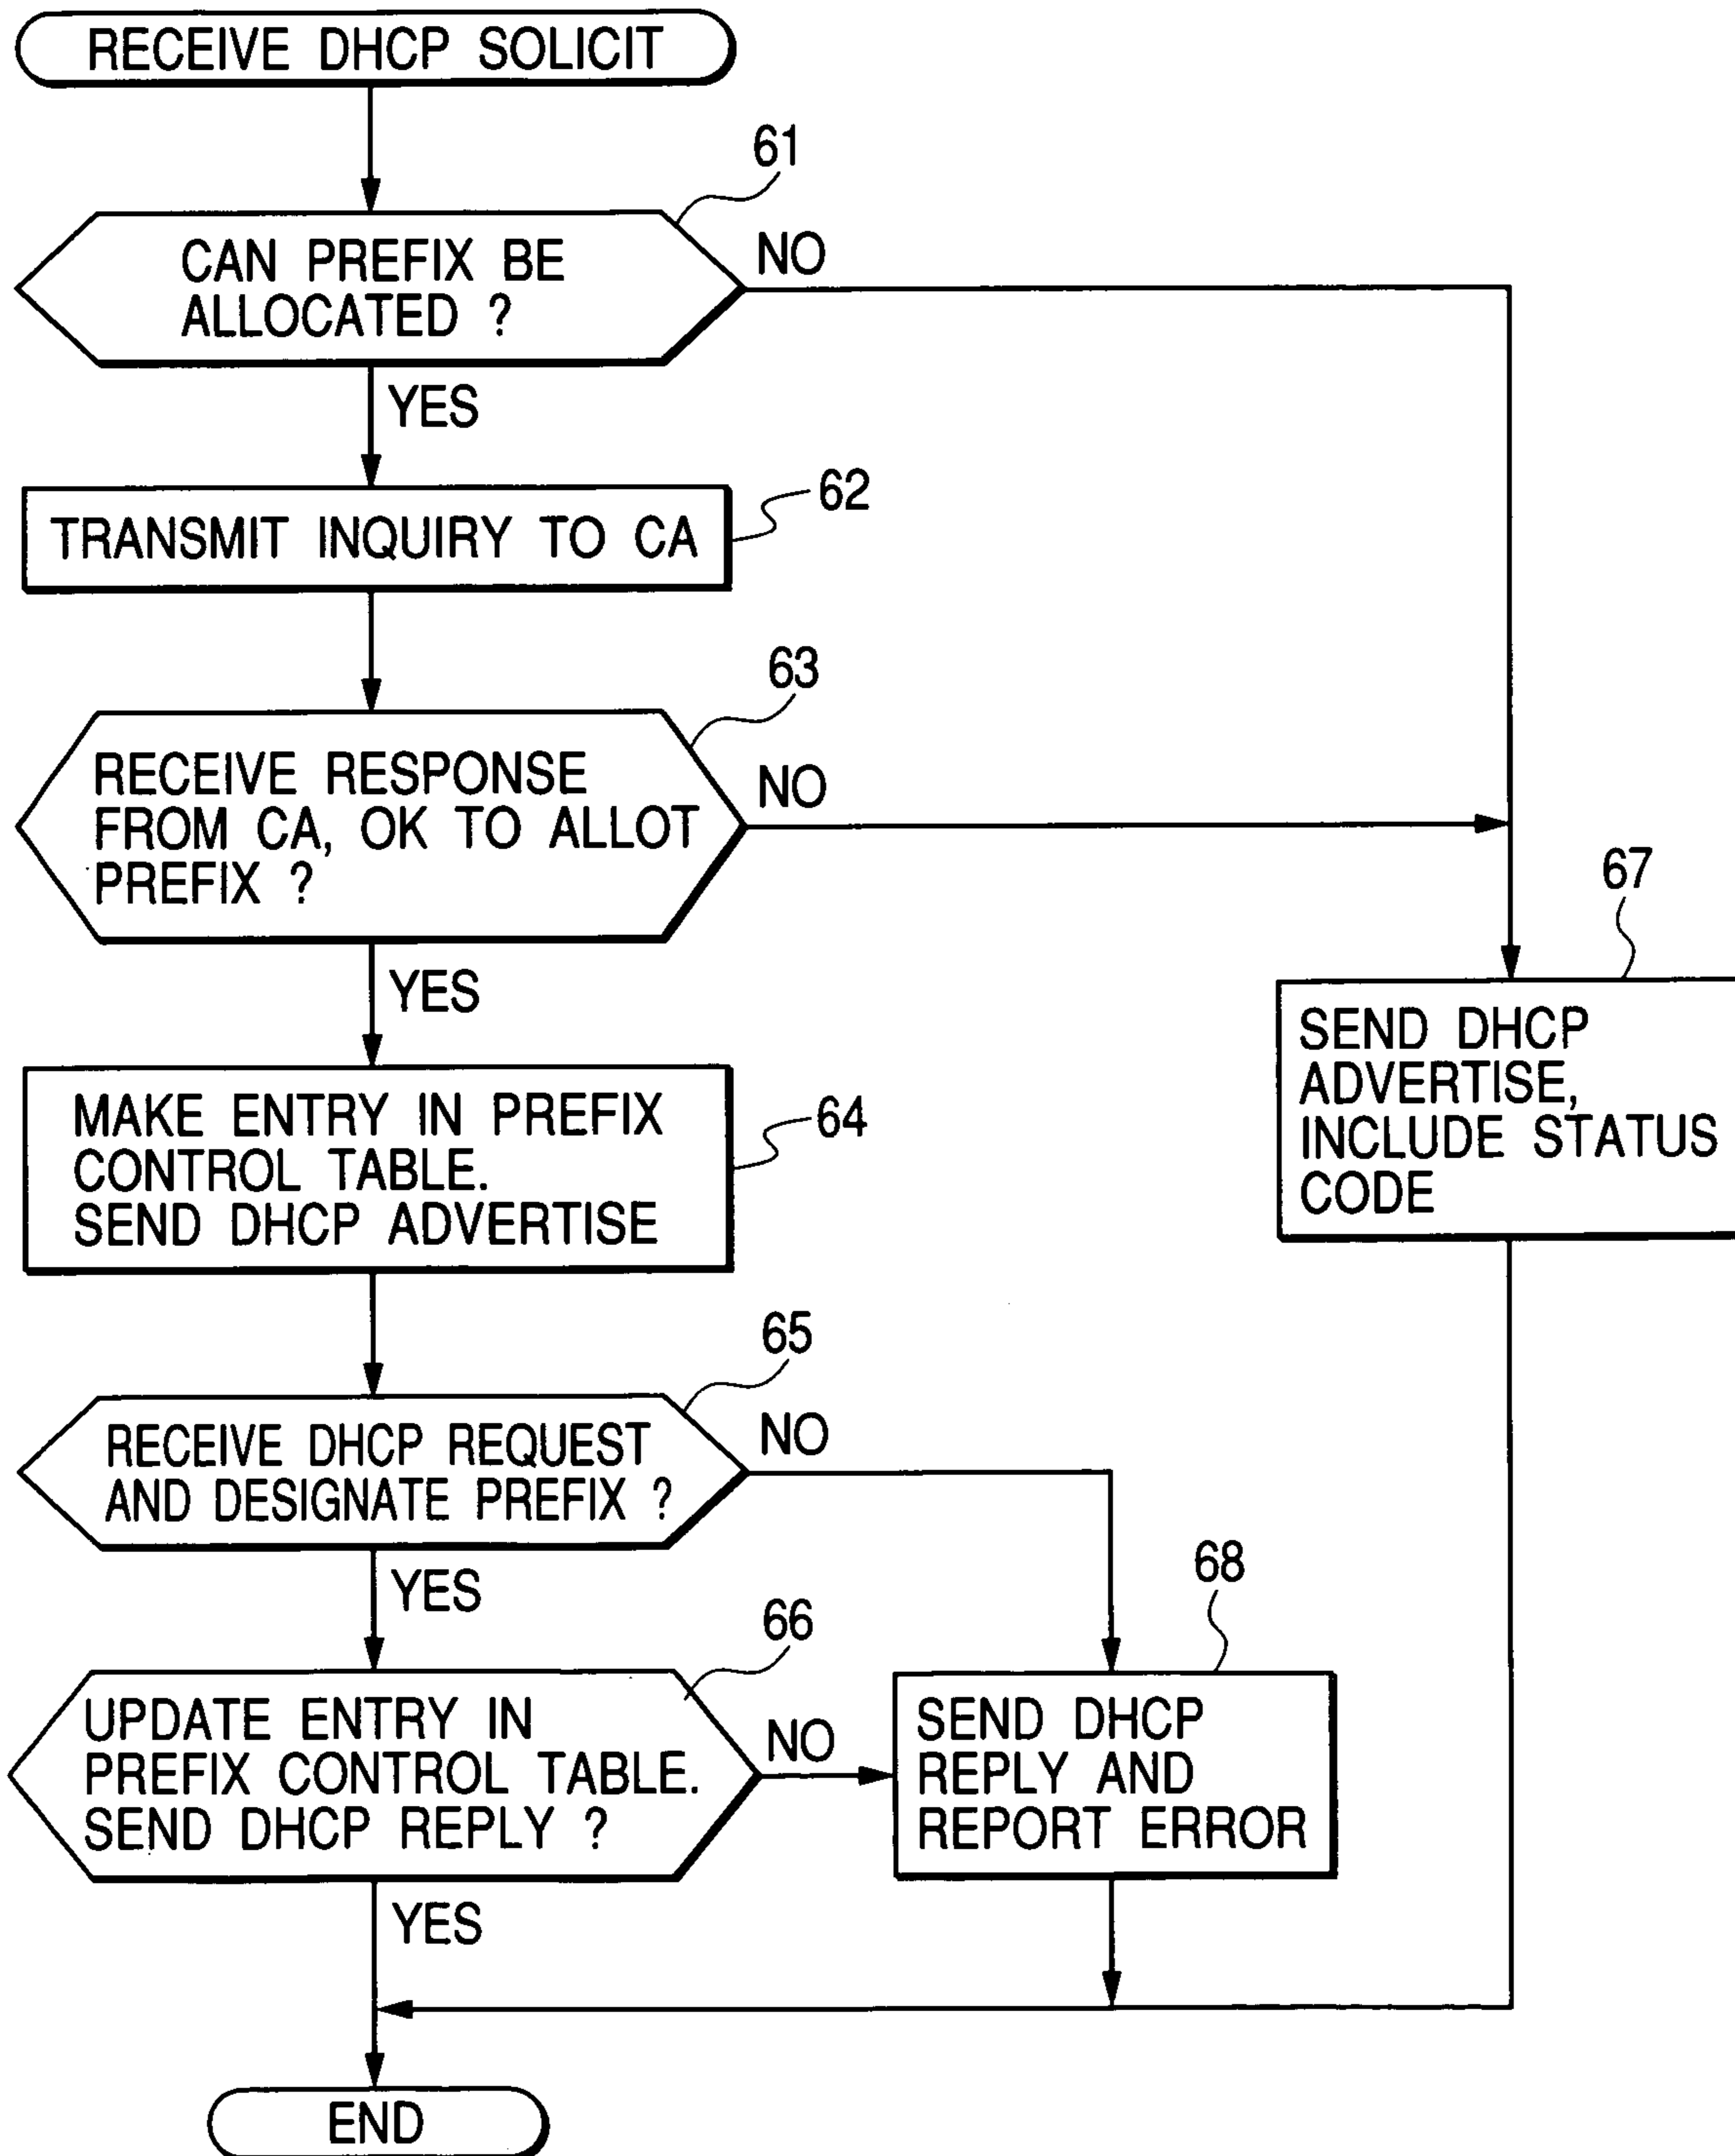 RECEIVE DHCP SOLICIT
61
CAN PREFIX BE
ALLOCATED ?
NO
YES
62
TRANSMIT INQUIRY TO CA
63
RECEIVE RESPONSE
FROM CA, OK TO ALLOT
PREFIX ?
NO
YES
67
SEND DHCP
ADVERTISE,
INCLUDE STATUS
CODE
64
MAKE ENTRY IN PREFIX
CONTROL TABLE.
SEND DHCP ADVERTISE
65
RECEIVE DHCP REQUEST
AND DESIGNATE PREFIX ?
NO
YES
66
UPDATE ENTRY IN
PREFIX CONTROL TABLE.
SEND DHCP REPLY ?
NO
YES
68
SEND DHCP
REPLY AND
REPORT ERROR
END